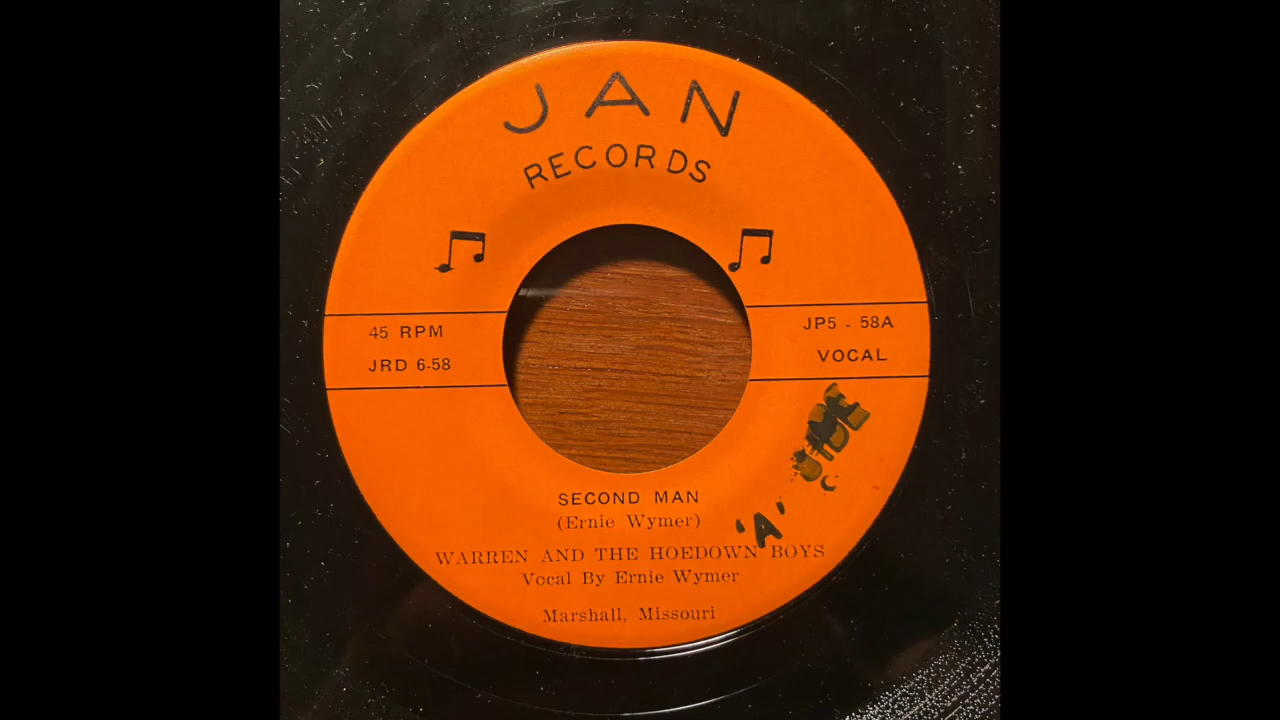 JAN
RECORDS
45 RPM
JRD 6-58
JP5 - 58A
VOCAL
SIDE
'A'
SECOND MAN
(Ernie Wymer)
WARREN AND THE HOEDOWN BOYS
Vocal By Ernie Wymer
Marshall, Missouri